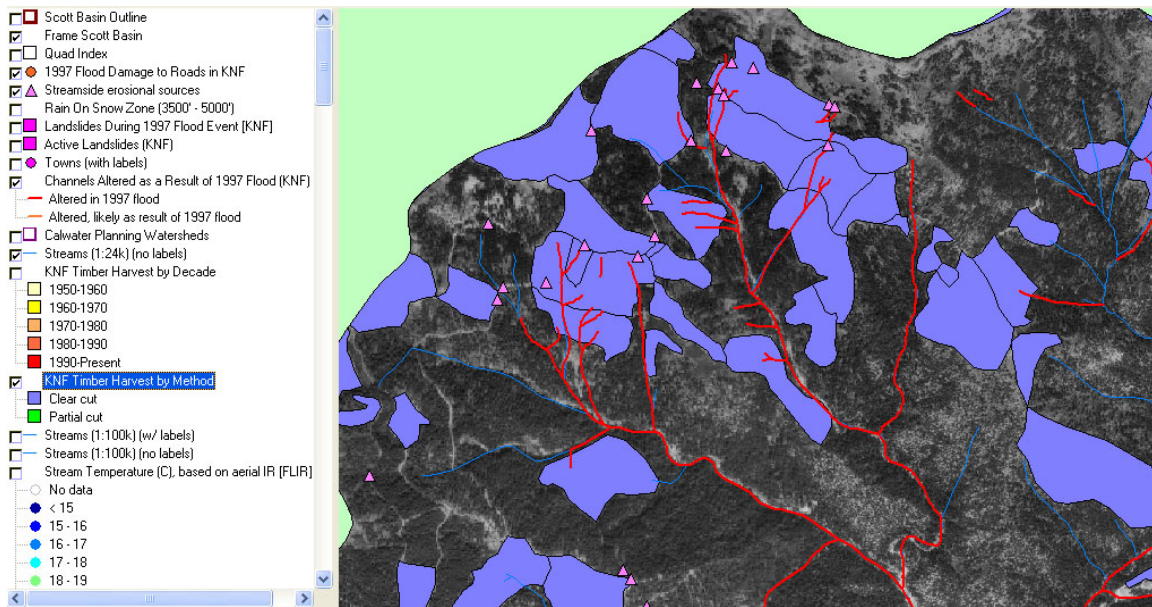 Scott Basin Outline
Frame Scott Basin
Quad Index
1997 Flood Damage to Roads in KNF
Streamside erosional sources
Rain On Snow Zone (3500' - 5000')
Landslides During 1997 Flood Event [KNF]
Active Landslides (KNF)
Towns (with labels)
Channels Altered as a Result of 1997 Flood (KNF)
Altered in 1997 flood
Altered, likely as result of 1997 flood
Calwater Planning Watersheds
Streams (1:24k) (no labels)
KNF Timber Harvest by Decade
1950-1960
1960-1970
1970-1980
1980-1990
1990-Present
KNF Timber Harvest by Method
Clear cut
Partial cut
Streams (1:100k) (w/ labels)
Streams (1:100k) (no labels)
Stream Temperature (C), based on aerial IR [FLIR]
No data
< 15
15 - 16
16 - 17
17 - 18
18 - 19